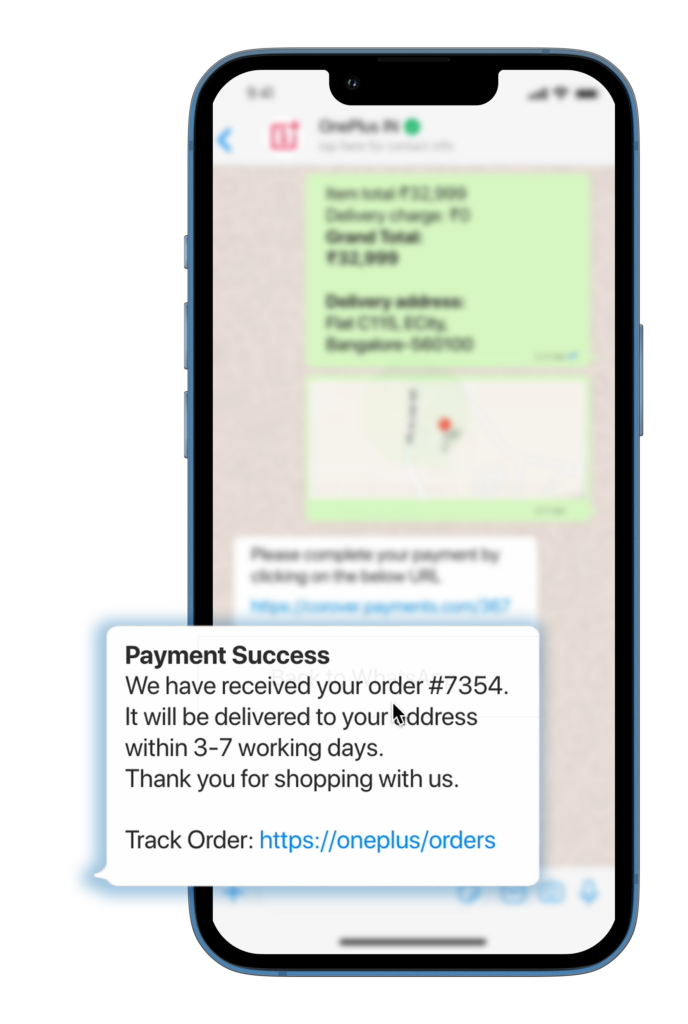 9:41
OnePlus IN
tap here for contact info
Item total ₹32,999
Delivery charge: ₹0
Grand Total:
₹32,999
Delivery address:
Flat C115, ECity,
Bangalore-560100
Please complete your payment by
clicking on the below URL
https://corover.payments.com/367
Payment Success
We have received your order #7354.
It will be delivered to your address
within 3-7 working days.
Thank you for shopping with us.
Track Order: https://oneplus/orders